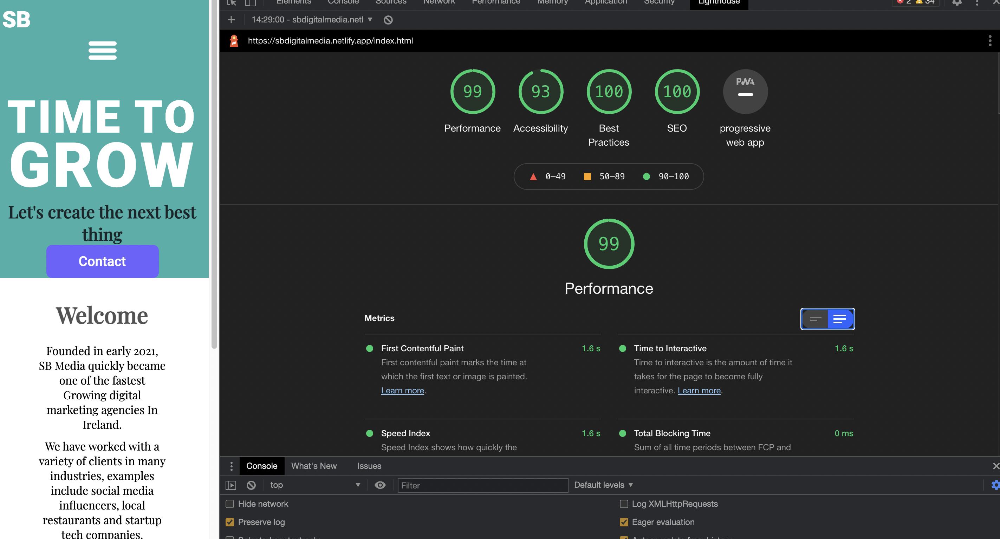 SB
TIME TO
GROW
Let's create the next best
thing
Contact
Welcome
Founded in early 2021,
SB Media quickly became
one of the fastest
Growing digital
marketing agencies In
Ireland.
We have worked with a
variety of clients in many
industries, examples
include social media
influencers, local
restaurants and startup
tech companies.
Elements Console Sources Network Performance Memory Application Security Lighthouse 2 34
14:29:00 - sbdigitalmedia.netl
https://sbdigitalmedia.netlify.app/index.html
99 93 100 100 PWA
Performance Accessibility Best Practices SEO progressive web app
0–49 50–89 90–100
99
Performance
Metrics
First Contentful Paint 1.6 s
First contentful paint marks the time at
which the first text or image is painted.
Learn more.
Time to Interactive 1.6 s
Time to interactive is the amount of time it
takes for the page to become fully
interactive. Learn more.
Speed Index 1.6 s
Speed Index shows how quickly the
Total Blocking Time 0 ms
Sum of all time periods between FCP and
Console What's New Issues
top Filter Default levels
Hide network Log XMLHttpRequests
Preserve log Eager evaluation
Selected context only Autocomplete from history